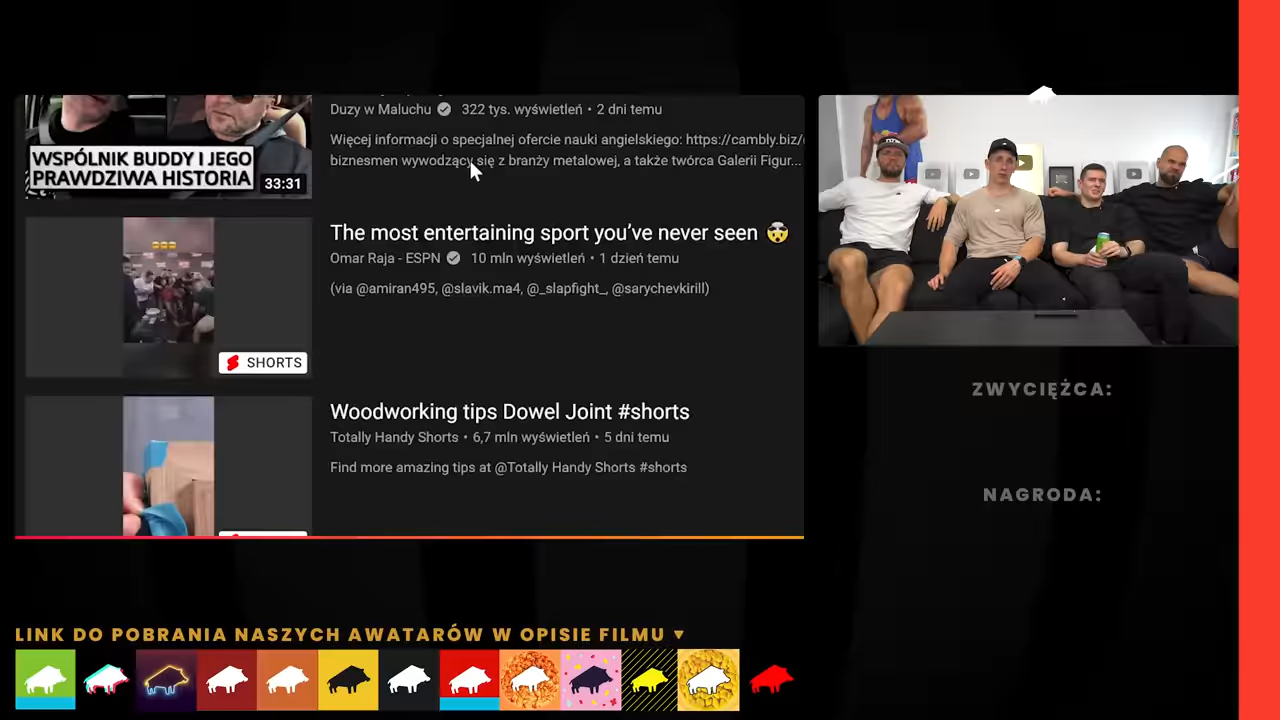 Duzy w Maluchu 322 tys. wyświetleń • 2 dni temu
Więcej informacji o specjalnej ofercie nauki angielskiego: https://cambly.biz/
biznesmen wywodzący się z branży metalowej, a także twórca Galerii Figur...
WSPÓLNIK BUDDY I JEGO
PRAWDZIWA HISTORIA
33:31
The most entertaining sport you’ve never seen 🤯
Omar Raja - ESPN 10 mln wyświetleń • 1 dzień temu
(via @amiran495, @slavik.ma4, @_slapfight_, @sarychevkirill)
SHORTS
Woodworking tips Dowel Joint #shorts
Totally Handy Shorts • 6,7 mln wyświetleń • 5 dni temu
Find more amazing tips at @Totally Handy Shorts #shorts
ZWYCIĘZCA:
NAGRODA:
LINK DO POBRANIA NASZYCH AWATARÓW W OPISIE FILMU ▼